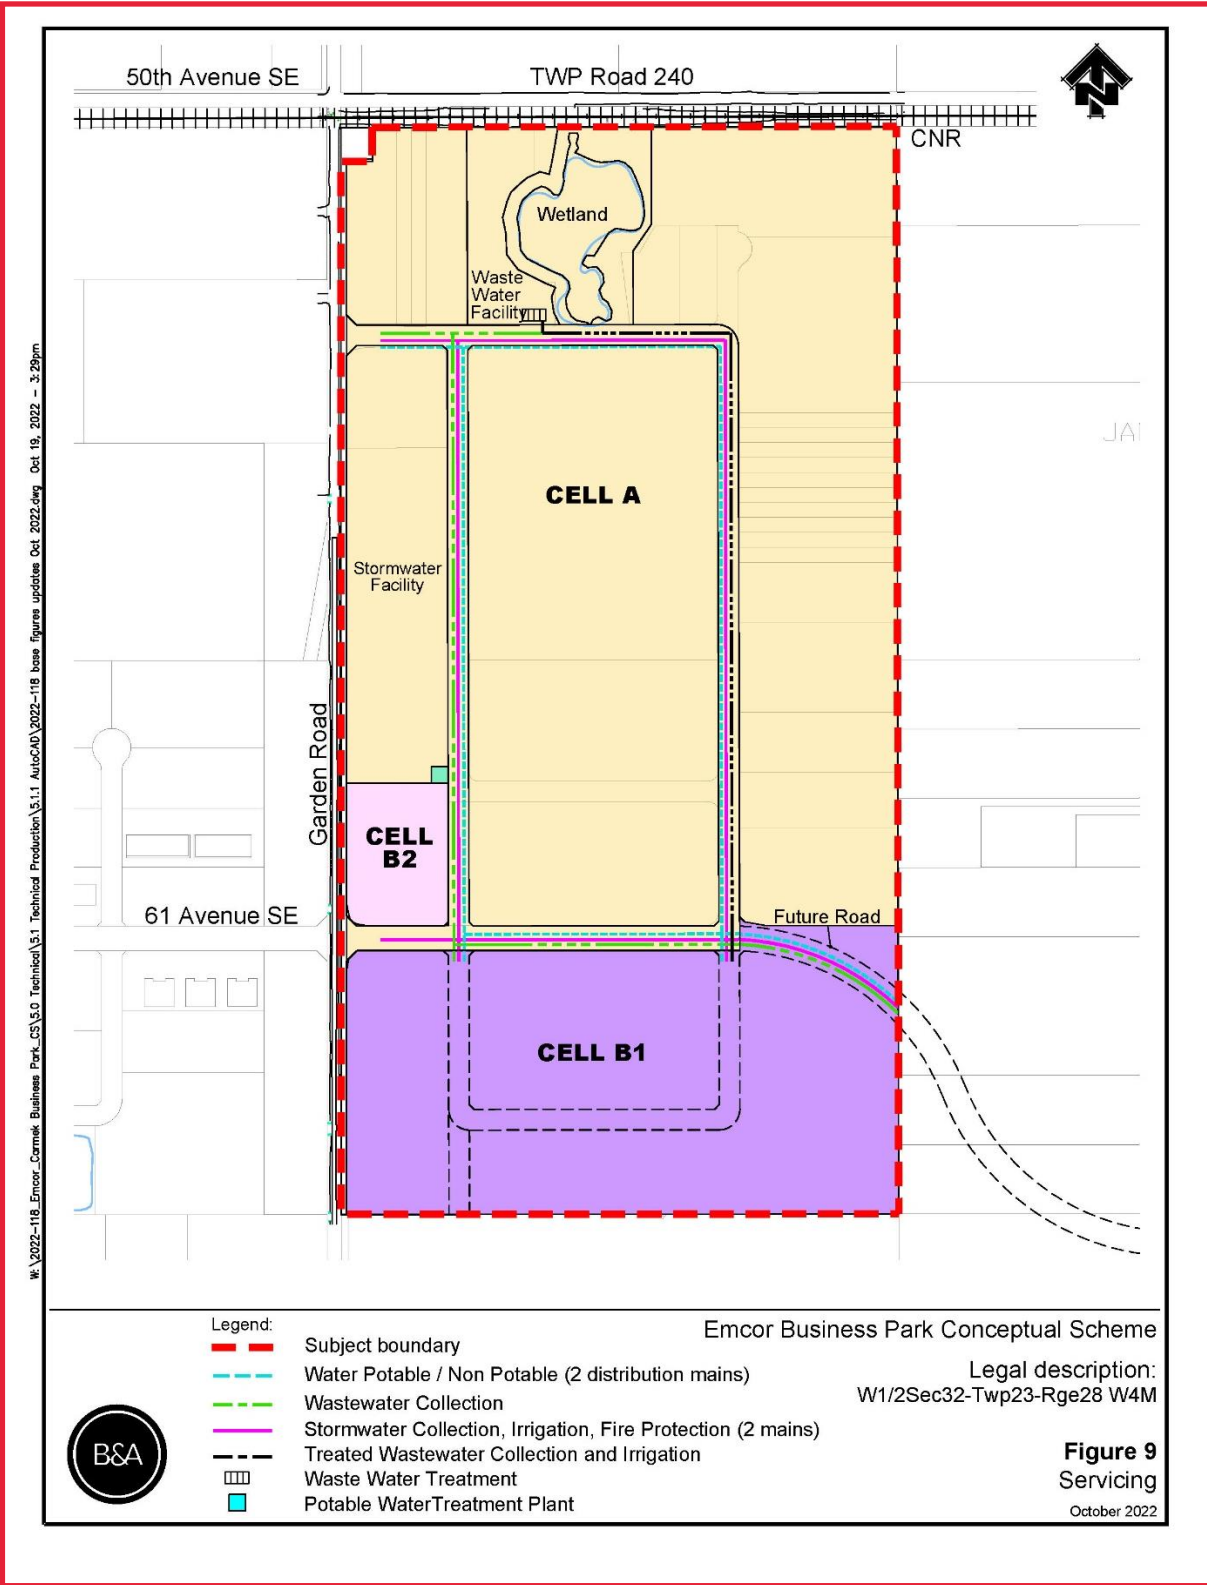 50th Avenue SE
TWP Road 240
CNR
Wetland
Waste
Water
Facility
JAI
CELL A
Stormwater
Facility
Garden Road
CELL
B2
61 Avenue SE
Future Road
CELL B1
W:\2022-118_Emcor_Cormak Business Park_CS\5.0 Technical\5.1 Technical Production\5.1.1 AutoCAD\2022-118 base figures updates Oct 2022.dwg Oct 19, 2022 - 3:29pm
Legend:
Subject boundary
Water Potable / Non Potable (2 distribution mains)
Wastewater Collection
Stormwater Collection, Irrigation, Fire Protection (2 mains)
Treated Wastewater Collection and Irrigation
Waste Water Treatment
Potable WaterTreatment Plant
B&A
Emcor Business Park Conceptual Scheme
Legal description:
W1/2Sec32-Twp23-Rge28 W4M
Figure 9
Servicing
October 2022